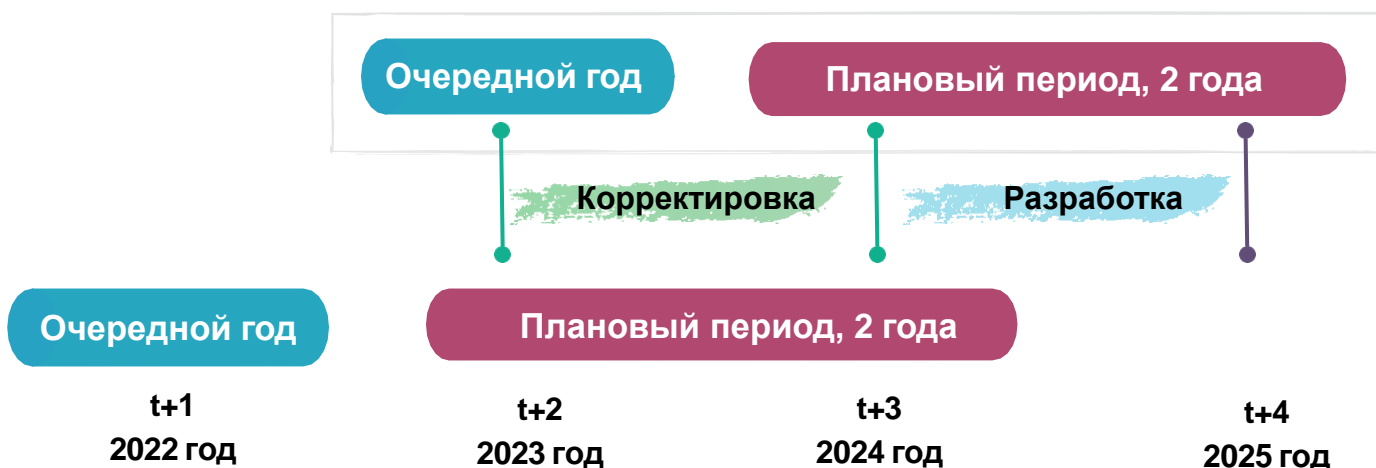 Очередной год
Плановый период, 2 года
Корректировка
Разработка
Очередной год
Плановый период, 2 года
t+1
2022 год
t+2
2023 год
t+3
2024 год
t+4
2025 год